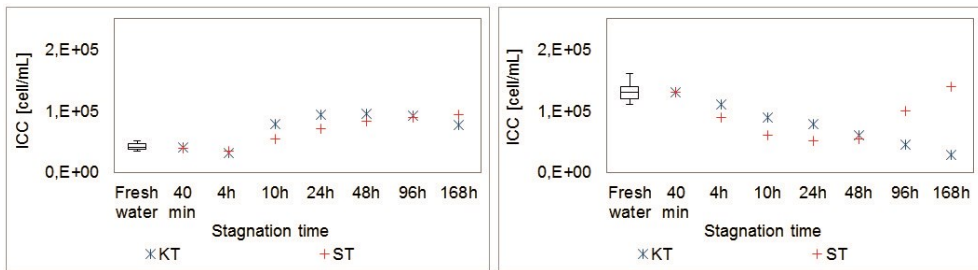 ICC [cell/mL]
2,E+05
1,E+05
0,E+00
Fresh water 40 min 4h 10h 24h 48h 96h 168h
Stagnation time
KT ST
ICC [cell/mL]
2,E+05
1,E+05
0,E+00
Fresh water 40 min 4h 10h 24h 48h 96h 168h
Stagnation time
KT ST